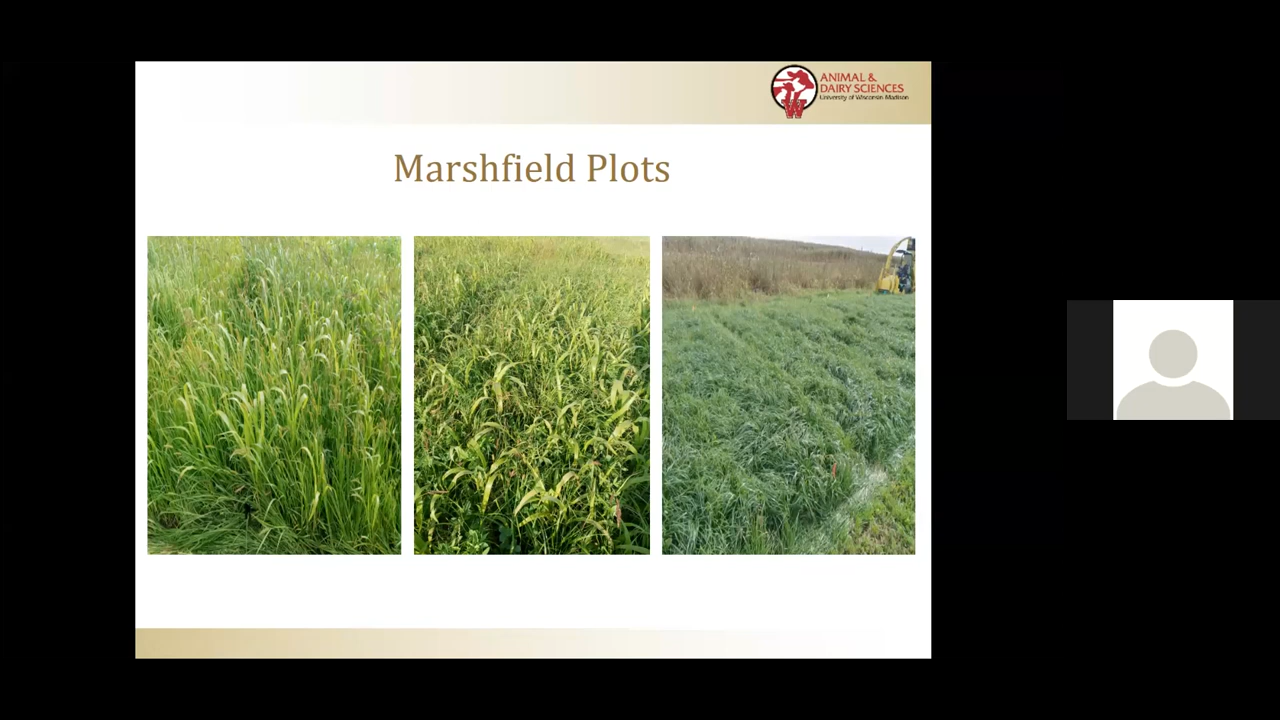 ANIMAL &
DAIRY SCIENCES
University of Wisconsin-Madison
W
Marshfield Plots